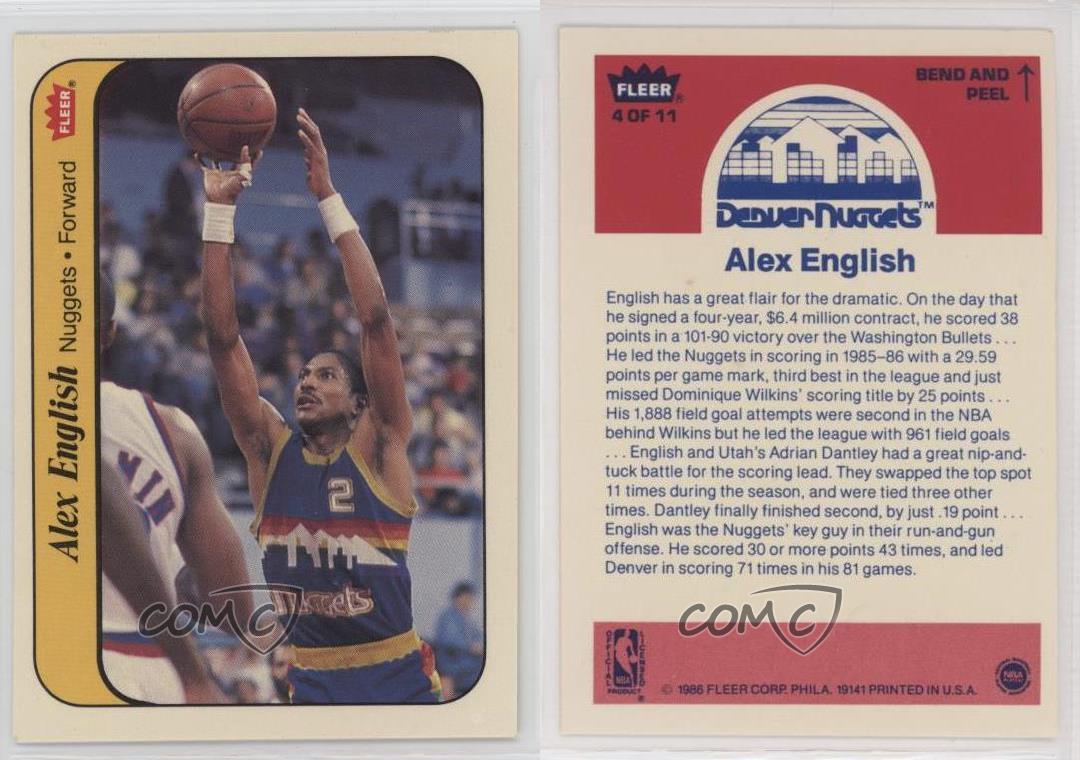 FLEER®
Alex English Nuggets • Forward
2
Nuggets
COMC
FLEER®
4 OF 11
BEND AND
PEEL
Denver Nuggets™
Alex English
English has a great flair for the dramatic. On the day that
he signed a four-year, $6.4 million contract, he scored 38
points in a 101-90 victory over the Washington Bullets . . .
He led the Nuggets in scoring in 1985–86 with a 29.59
points per game mark, third best in the league and just
missed Dominique Wilkins' scoring title by 25 points . . .
His 1,888 field goal attempts were second in the NBA
behind Wilkins but he led the league with 961 field goals
. . . English and Utah's Adrian Dantley had a great nip-and-
tuck battle for the scoring lead. They swapped the top spot
11 times during the season, and were tied three other
times. Dantley finally finished second, by just .19 point . . .
English was the Nuggets' key guy in their run-and-gun
offense. He scored 30 or more points 43 times, and led
Denver in scoring 71 times in his 81 games.
COMC
OFFICIAL
LICENSED
NBA
PRODUCT
®
© 1986 FLEER CORP. PHILA. 19141 PRINTED IN U.S.A.
NBA